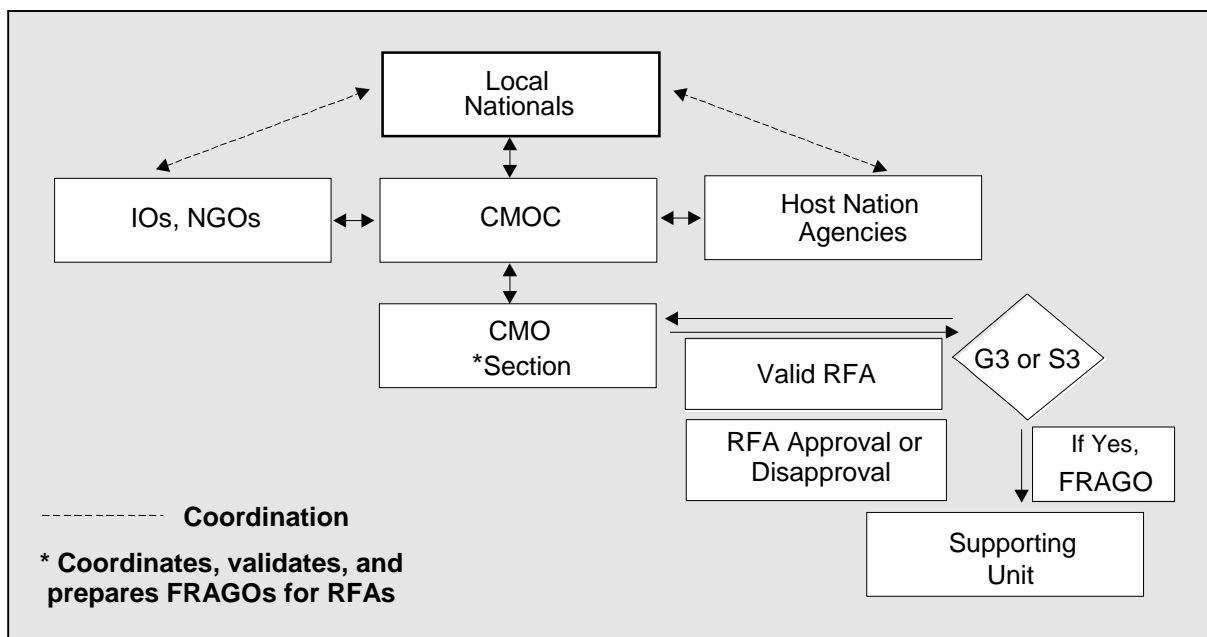 Local
Nationals
IOs, NGOs
CMOC
Host Nation
Agencies
CMO
*Section
Valid RFA
G3 or S3
RFA Approval or
Disapproval
If Yes,
FRAGO
Supporting
Unit
Coordination
* Coordinates, validates, and
prepares FRAGOs for RFAs